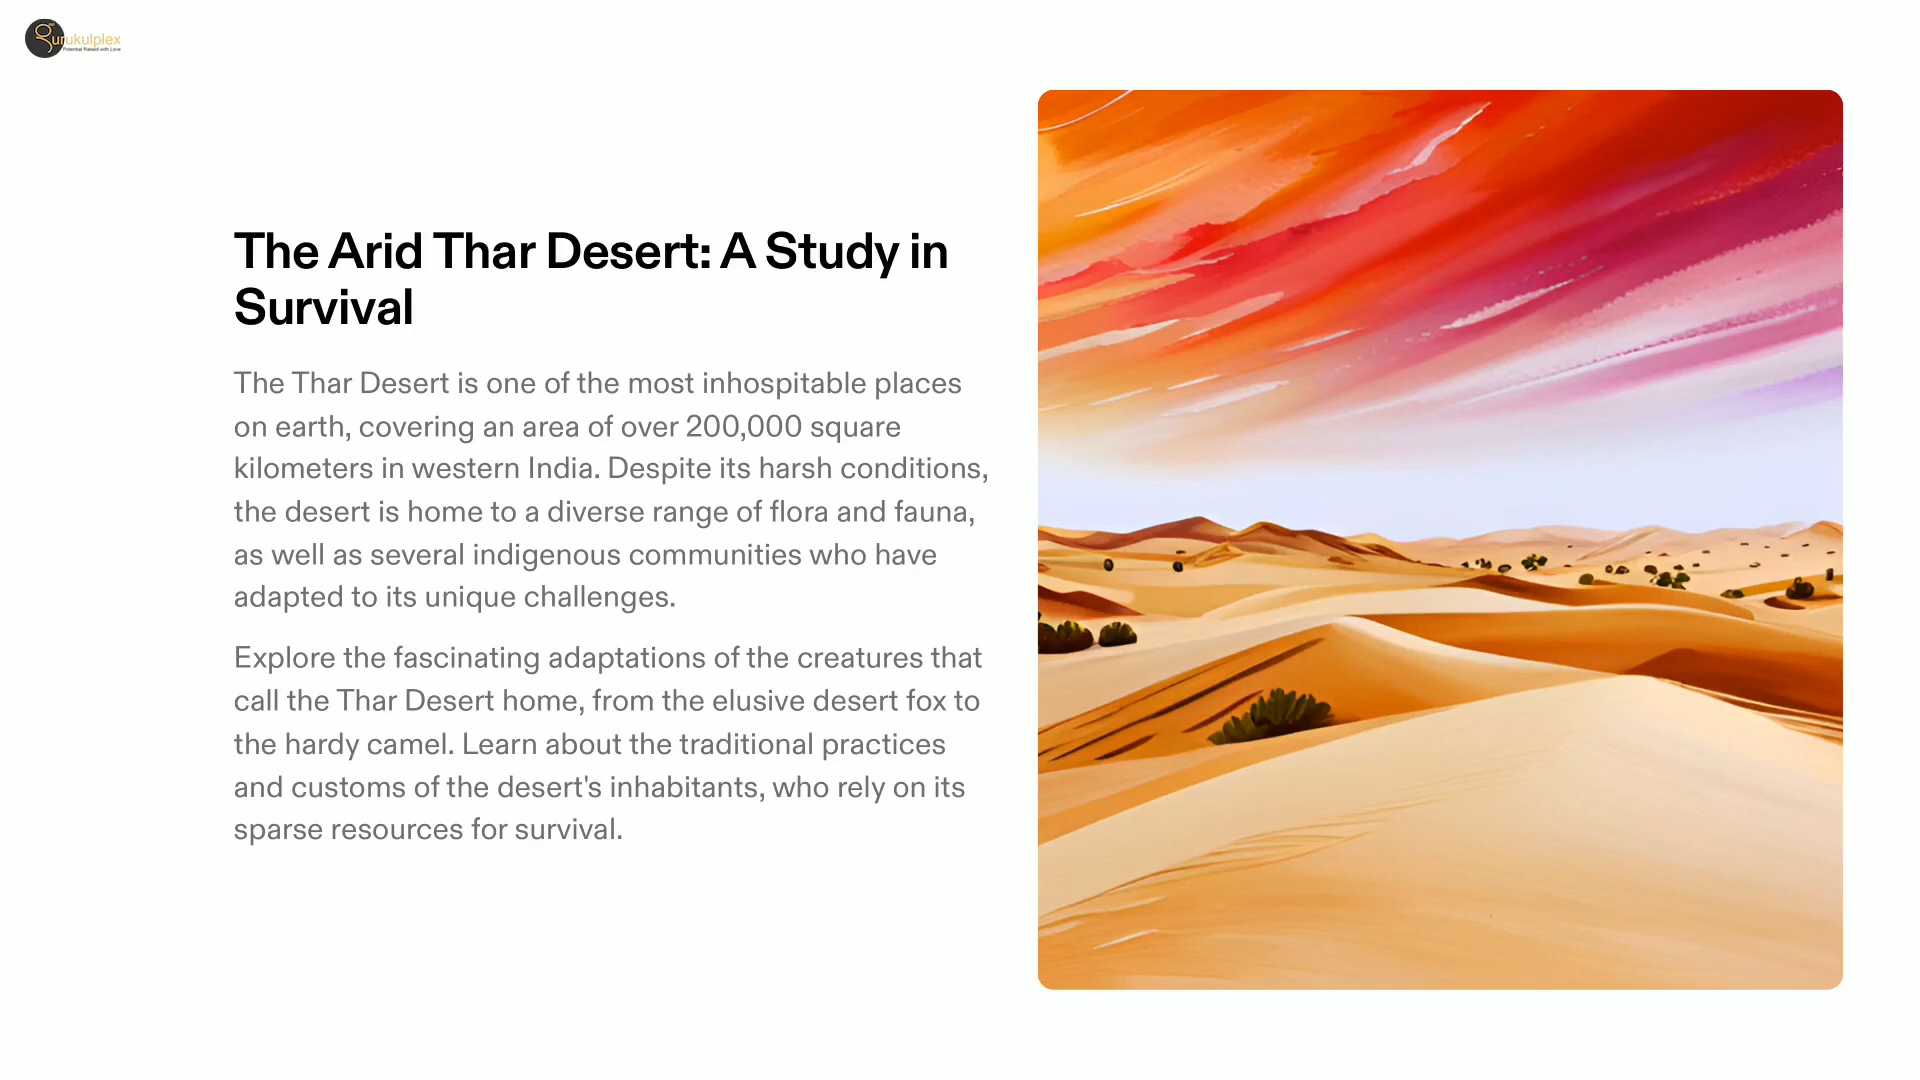 gurukulplex
Potential Raised with Love
The Arid Thar Desert: A Study in
Survival
The Thar Desert is one of the most inhospitable places
on earth, covering an area of over 200,000 square
kilometers in western India. Despite its harsh conditions,
the desert is home to a diverse range of flora and fauna,
as well as several indigenous communities who have
adapted to its unique challenges.
Explore the fascinating adaptations of the creatures that
call the Thar Desert home, from the elusive desert fox to
the hardy camel. Learn about the traditional practices
and customs of the desert's inhabitants, who rely on its
sparse resources for survival.